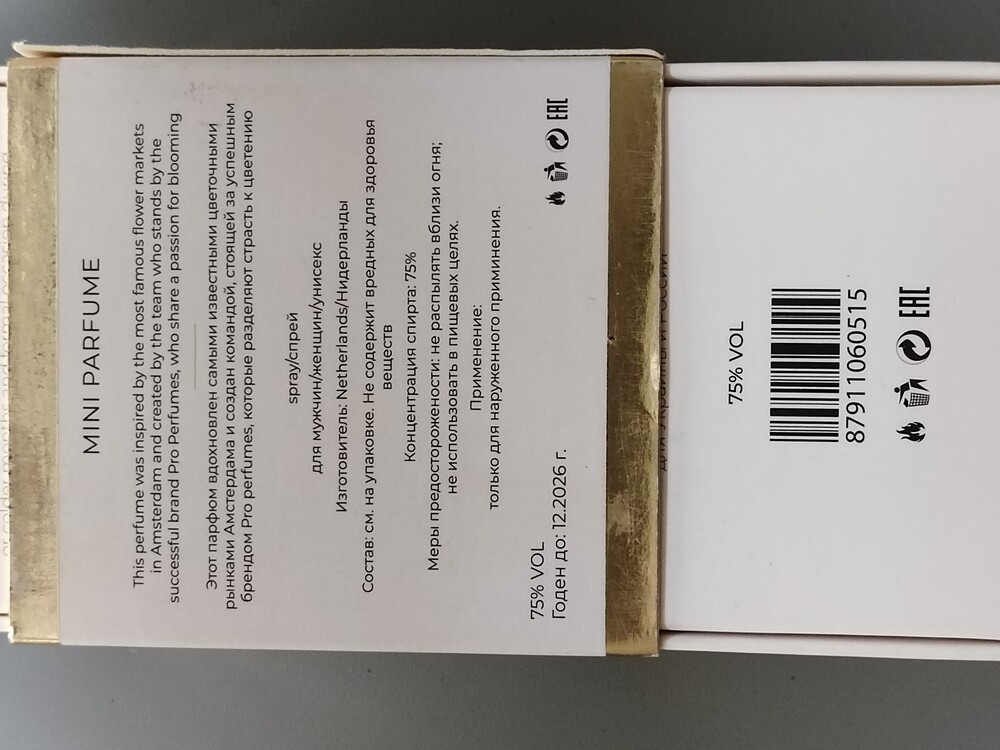 MINI PARFUME
This perfume was inspired by the most famous flower markets
in Amsterdam and created by the team who stands by the
successful brand Pro Perfumes, who share a passion for blooming
Этот парфюм вдохновлен самыми известными цветочными
рынками Амстердама и создан командой, стоящей за успешным
брендом Pro perfumes, которые разделяют страсть к цветению
spray/спрей
для мужчин/женщин/унисекс
Изготовитель: Netherlands/Нидерланды
Состав: см. на упаковке. Не содержит вредных для здоровья
веществ
Концентрация спирта: 75%
Меры предосторожености: не распылять вблизи огня;
не использовать в пищевых целях.
Применение:
только для наруженного приминения.
75% VOL
Годен до: 12.2026 г.
EAC
75% VOL
8791106051​5
EAC